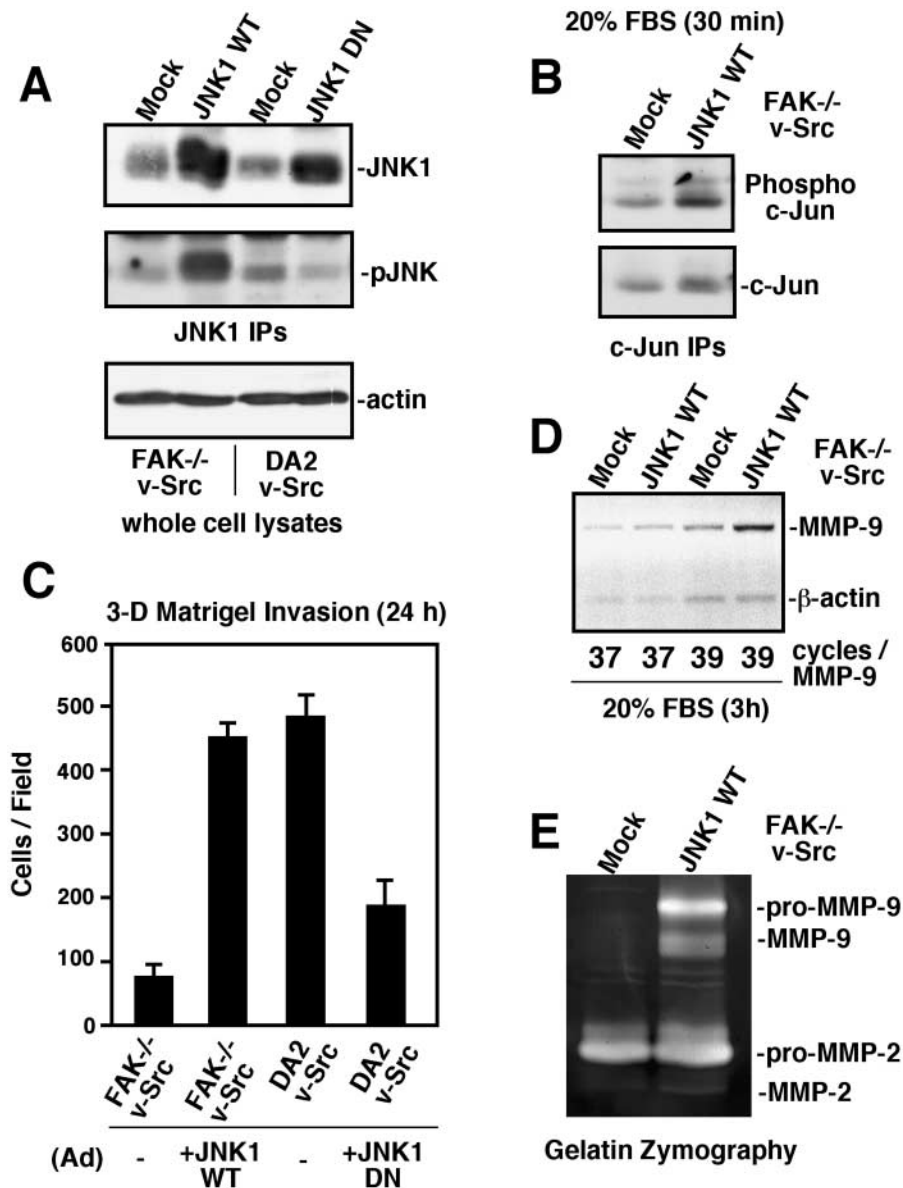 A
Mock
JNK1 WT
Mock
JNK1 DN
-JNK1
-pJNK
JNK1 IPs
-actin
FAK-/-
v-Src
DA2
v-Src
whole cell lysates
20% FBS (30 min)
B
Mock
JNK1 WT
FAK-/-
v-Src
Phospho
c-Jun
-c-Jun
c-Jun IPs
C
3-D Matrigel Invasion (24 h)
Cells / Field
600
500
400
300
200
100
0
FAK-/-
v-Src
FAK-/-
v-Src
DA2
v-Src
DA2
v-Src
(Ad) - +JNK1 WT - +JNK1 DN
D
Mock
JNK1 WT
Mock
JNK1 WT
FAK-/-
v-Src
-MMP-9
-β-actin
37 37 39 39 cycles /
MMP-9
20% FBS (3h)
E
Mock
JNK1 WT
FAK-/-
v-Src
-pro-MMP-9
-MMP-9
-pro-MMP-2
-MMP-2
Gelatin Zymography